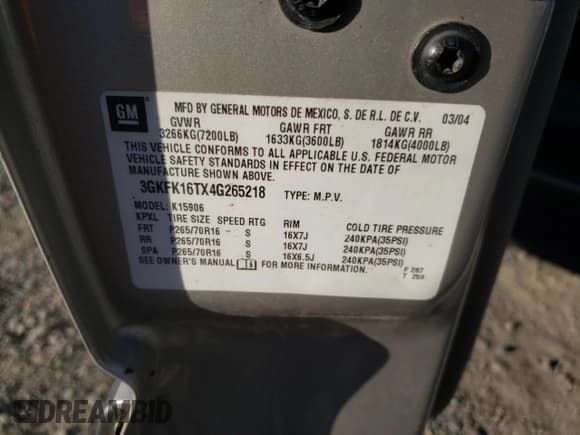 GM
MFD BY GENERAL MOTORS DE MEXICO, S. DE R.L. DE C.V. 03/04
GVWR GAWR FRT GAWR RR
3266KG(7200LB) 1633KG(3600LB) 1814KG(4000LB)
THIS VEHICLE CONFORMS TO ALL APPLICABLE U.S. FEDERAL MOTOR
VEHICLE SAFETY STANDARDS IN EFFECT ON THE DATE OF
MANUFACTURE SHOWN ABOVE.
3GKFK16TX4G265218 TYPE: M.P.V.
MODEL: K15906
KPXL TIRE SIZE SPEED RTG RIM COLD TIRE PRESSURE
FRT P265/70R16 S 16X7J 240KPA(35PSI)
RR P265/70R16 S 16X7J 240KPA(35PSI)
SPA P265/70R16 S 16X6.5J 240KPA(35PSI)
SEE OWNER'S MANUAL FOR MORE INFORMATION.
F 287
T 259
DREAMBID